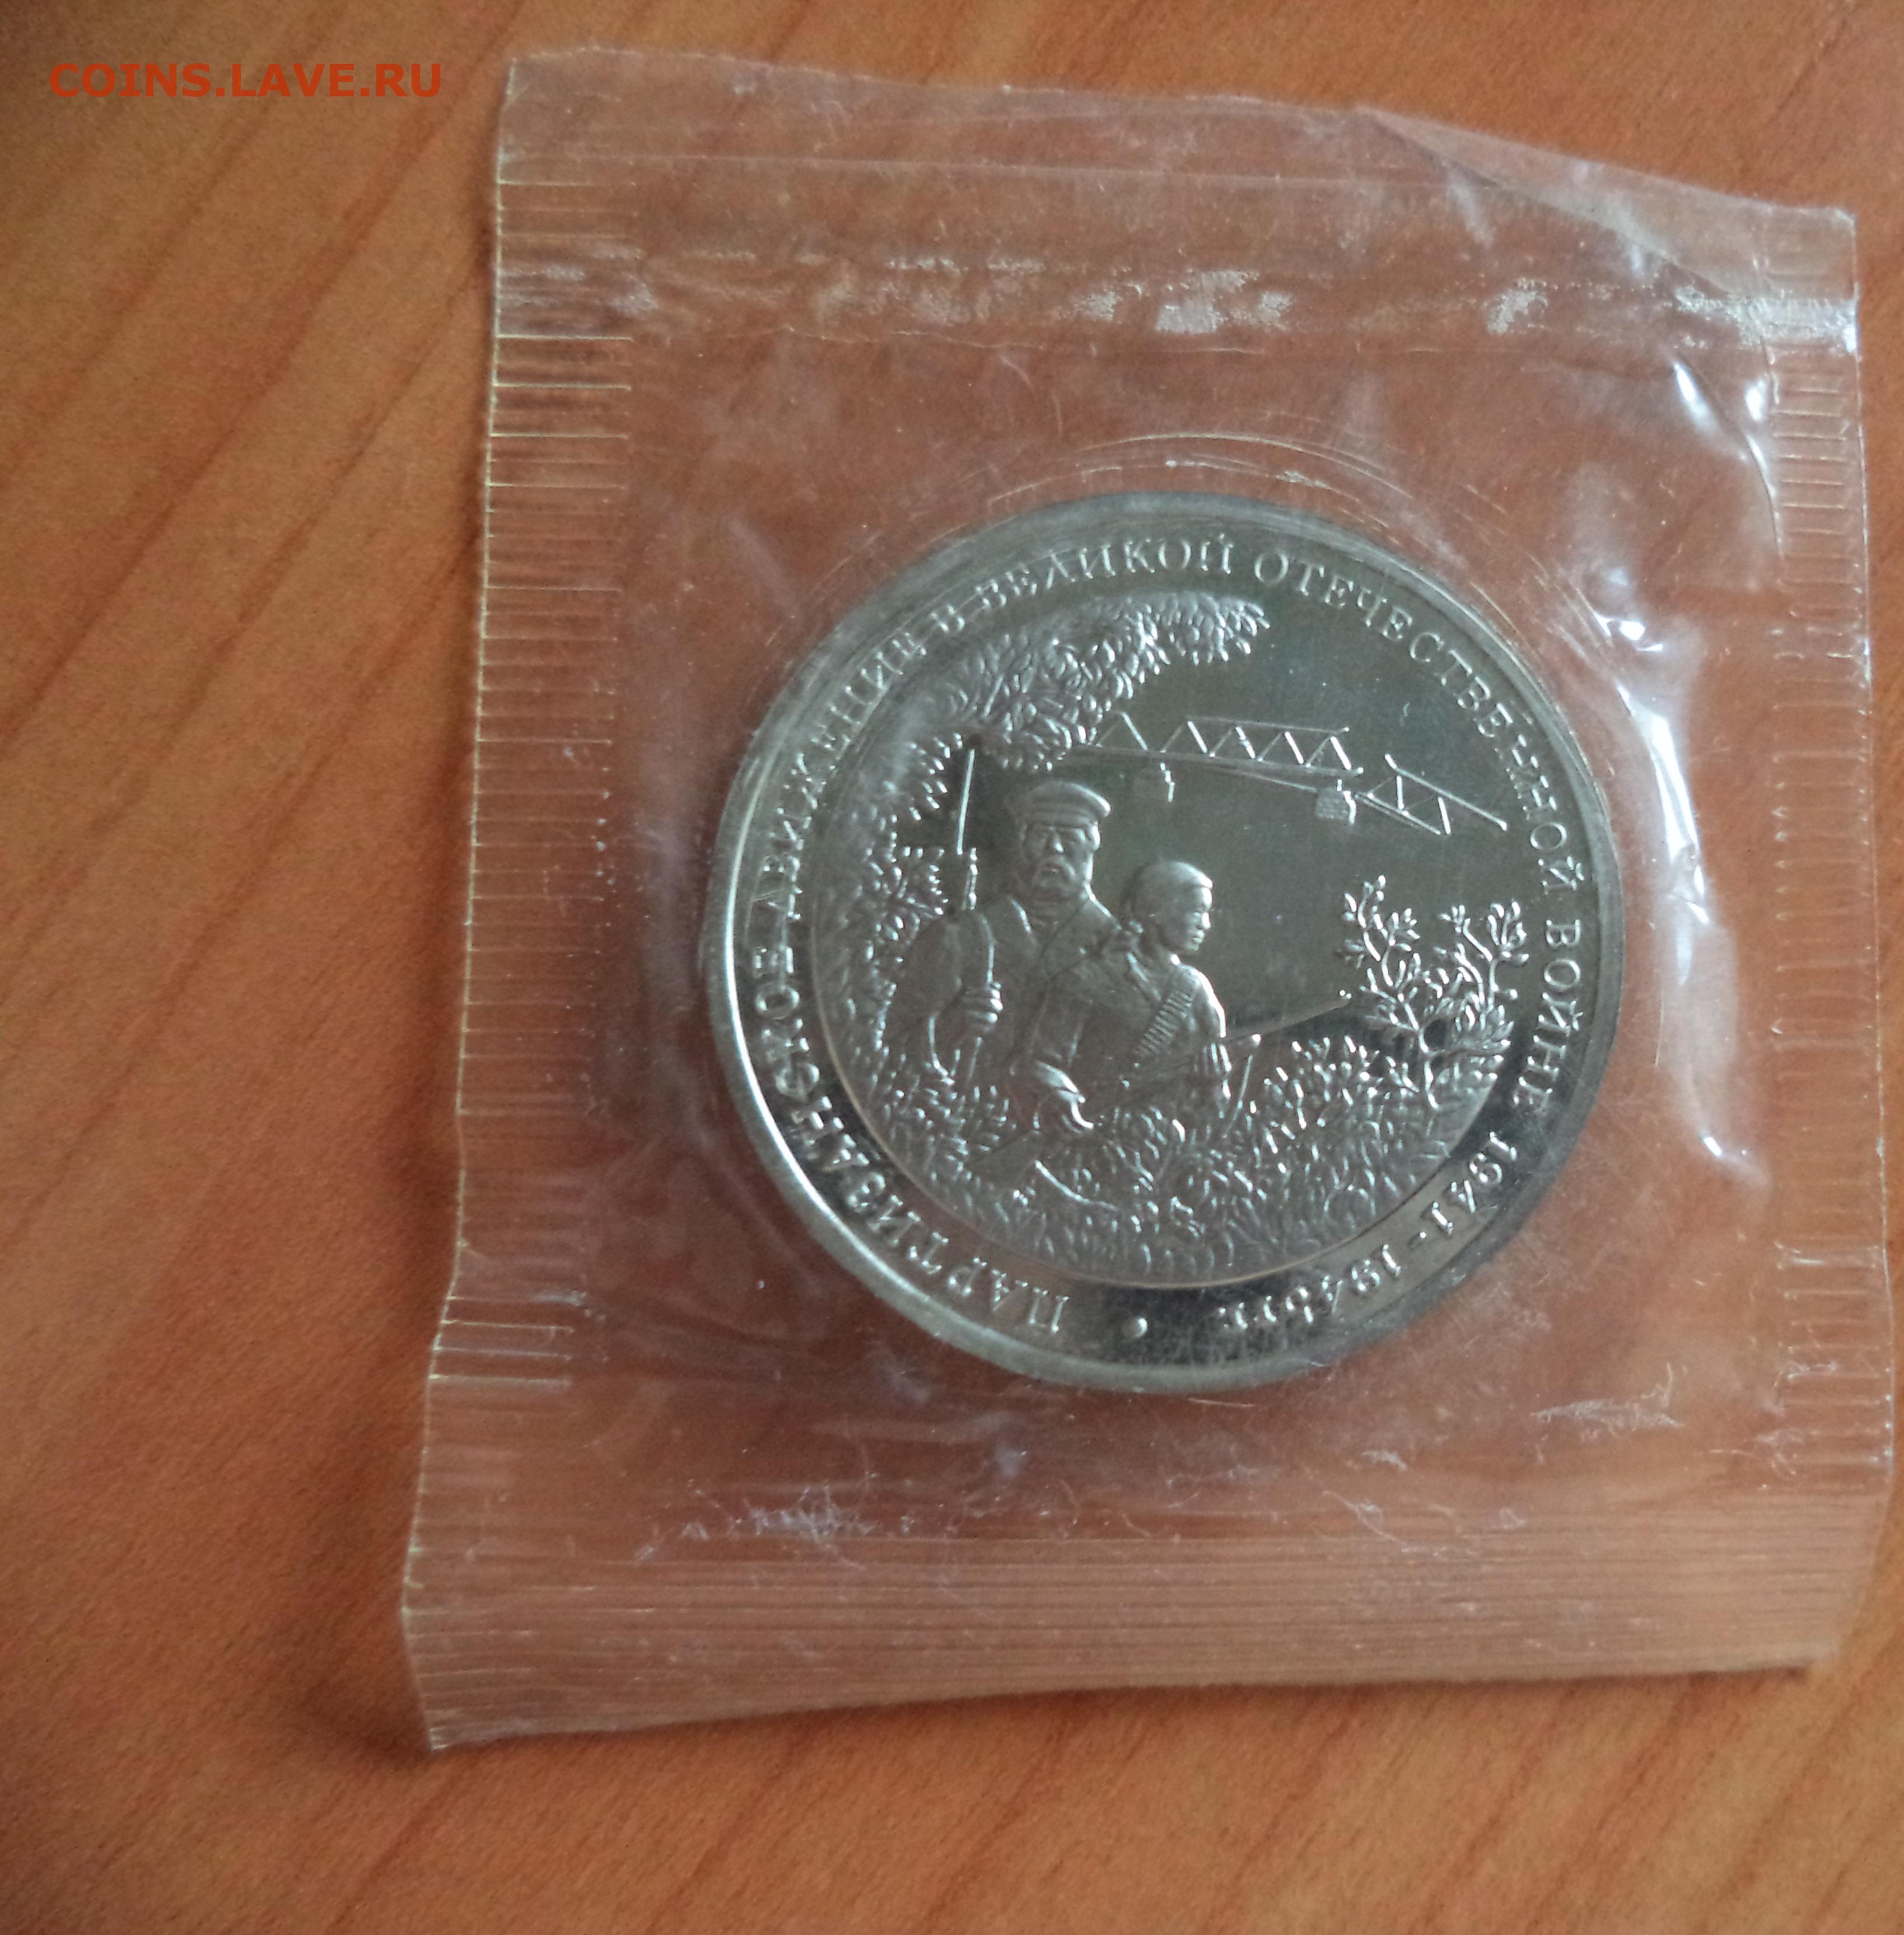 COINS.LAVE.RU
ПАРТИЗАНСКОЕ ДВИЖЕНИЕ В ВЕЛИКОЙ ОТЕЧЕСТВЕННОЙ ВОЙНЕ 1941-1945гг. •